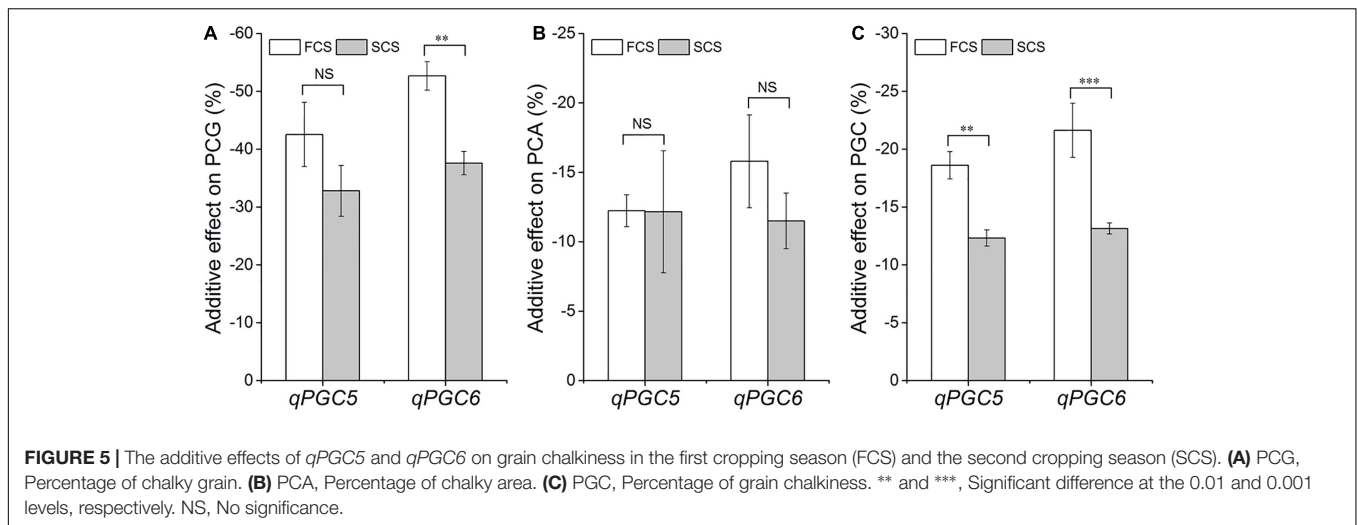 A
B
C
-60
-50
-40
-30
-20
-10
0
Additive effect on PCG (%)
FCS SCS
NS
**
qPGC5 qPGC6
-25
-20
-15
-10
-5
0
Additive effect on PCA (%)
FCS SCS
NS
NS
qPGC5 qPGC6
-30
-25
-20
-15
-10
-5
0
Additive effect on PGC (%)
FCS SCS
**
***
qPGC5 qPGC6
FIGURE 5 | The additive effects of qPGC5 and qPGC6 on grain chalkiness in the first cropping season (FCS) and the second cropping season (SCS). (A) PCG,
Percentage of chalky grain. (B) PCA, Percentage of chalky area. (C) PGC, Percentage of grain chalkiness. ** and ***, Significant difference at the 0.01 and 0.001
levels, respectively. NS, No significance.